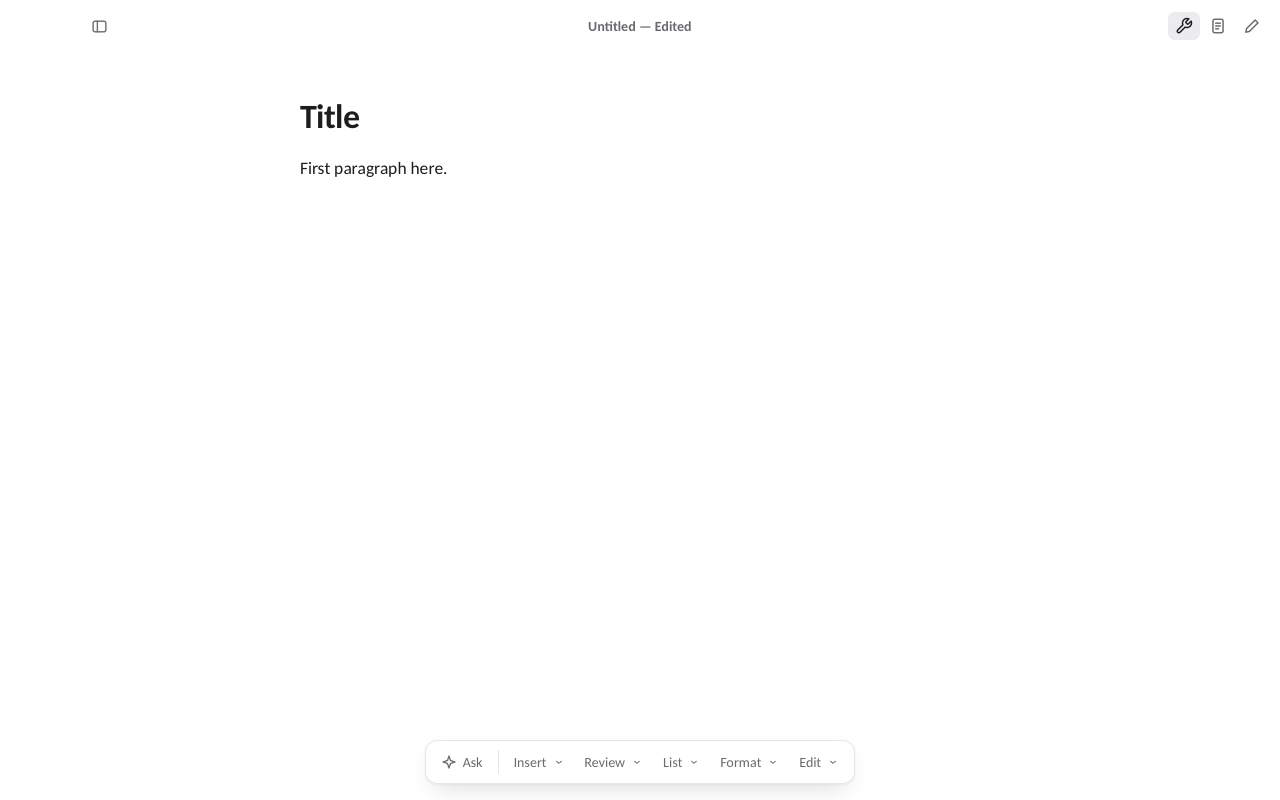 Untitled — Edited
Title
First paragraph here.
Ask Insert Review List Format Edit